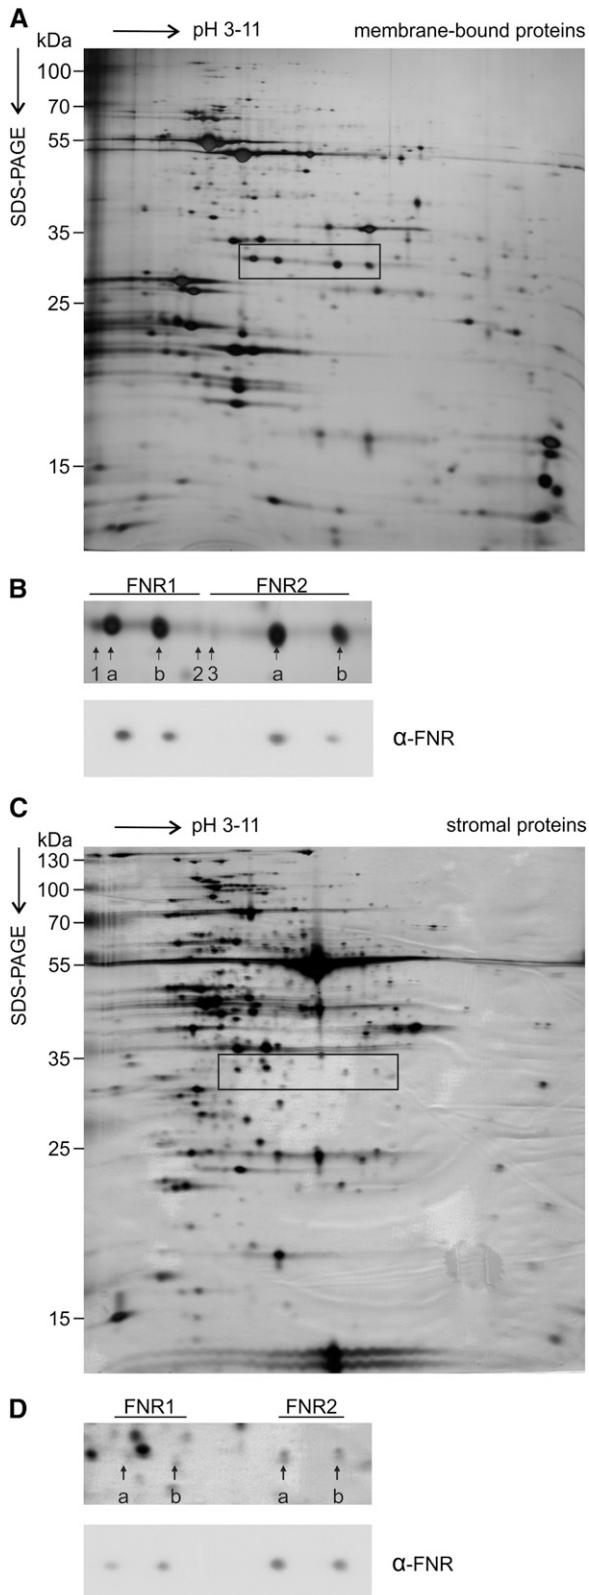 A
pH 3-11 membrane-bound proteins
kDa
100
70
55
SDS-PAGE
35
25
15
B
FNR1 FNR2
1 a b 2 3 a b
α-FNR
C
pH 3-11 stromal proteins
kDa
130
100
70
55
SDS-PAGE
35
25
15
D
FNR1 FNR2
a b a b
α-FNR